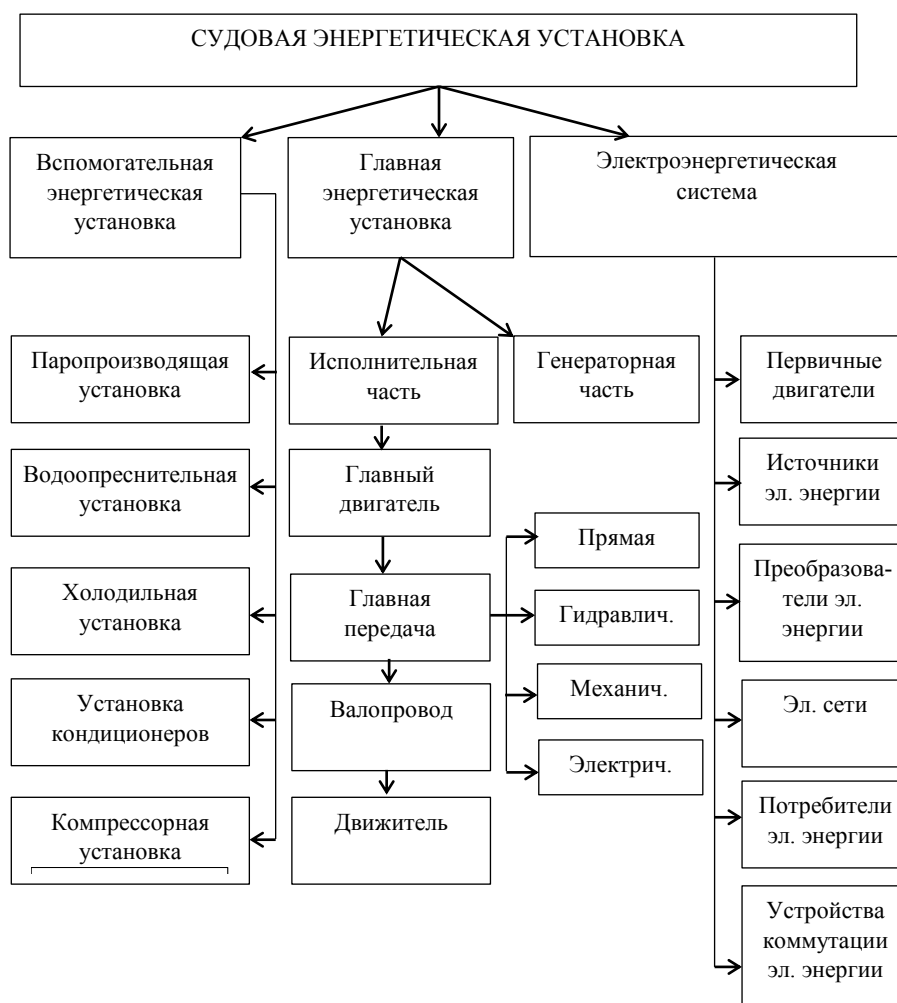 СУДОВАЯ ЭНЕРГЕТИЧЕСКАЯ УСТАНОВКА
Вспомогательная
энергетическая
установка
Главная
энергетическая
установка
Электроэнергетическая
система
Паропроизводящая
установка
Исполнительная
часть
Генераторная
часть
Первичные
двигатели
Водоопреснительная
установка
Главный
двигатель
Источники
эл. энергии
Прямая
Холодильная
установка
Главная
передача
Гидравлич.
Преобразова-
тели эл.
энергии
Установка
кондиционеров
Валопровод
Механич.
Эл. сети
Электрич.
Компрессорная
установка
Движитель
Потребители
эл. энергии
Устройства
коммутации
эл. энергии